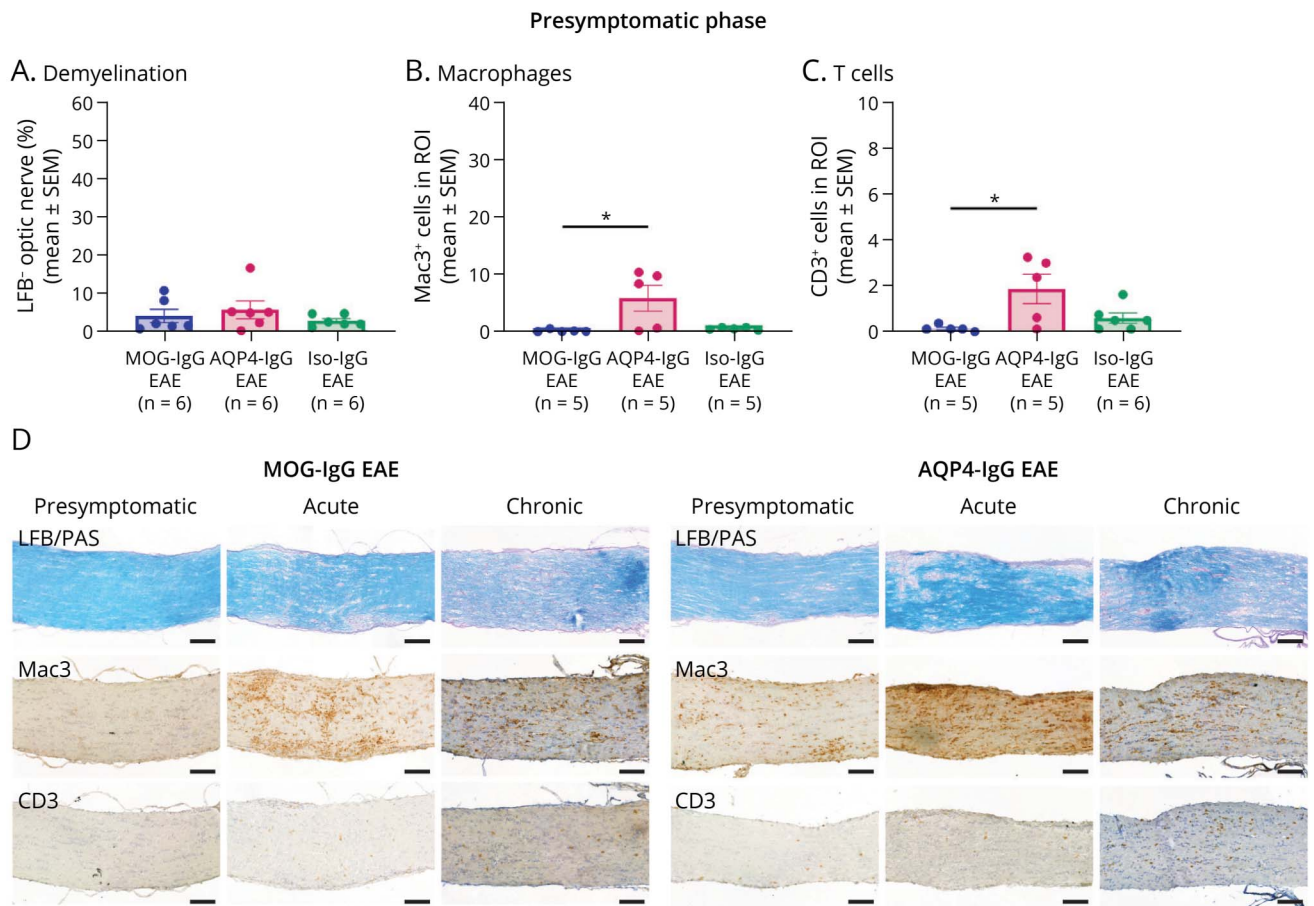 Presymptomatic phase
A. Demyelination
LFB⁻ optic nerve (%)
(mean ± SEM)
60
50
40
30
20
10
0
MOG-IgG EAE (n = 6)
AQP4-IgG EAE (n = 6)
Iso-IgG EAE (n = 6)
B. Macrophages
Mac3⁺ cells in ROI
(mean ± SEM)
40
30
20
10
0
*
MOG-IgG EAE (n = 5)
AQP4-IgG EAE (n = 5)
Iso-IgG EAE (n = 5)
C. T cells
CD3⁺ cells in ROI
(mean ± SEM)
10
8
6
4
2
0
*
MOG-IgG EAE (n = 5)
AQP4-IgG EAE (n = 5)
Iso-IgG EAE (n = 6)
D
MOG-IgG EAE
Presymptomatic Acute Chronic
LFB/PAS
Mac3
CD3
AQP4-IgG EAE
Presymptomatic Acute Chronic
LFB/PAS
Mac3
CD3